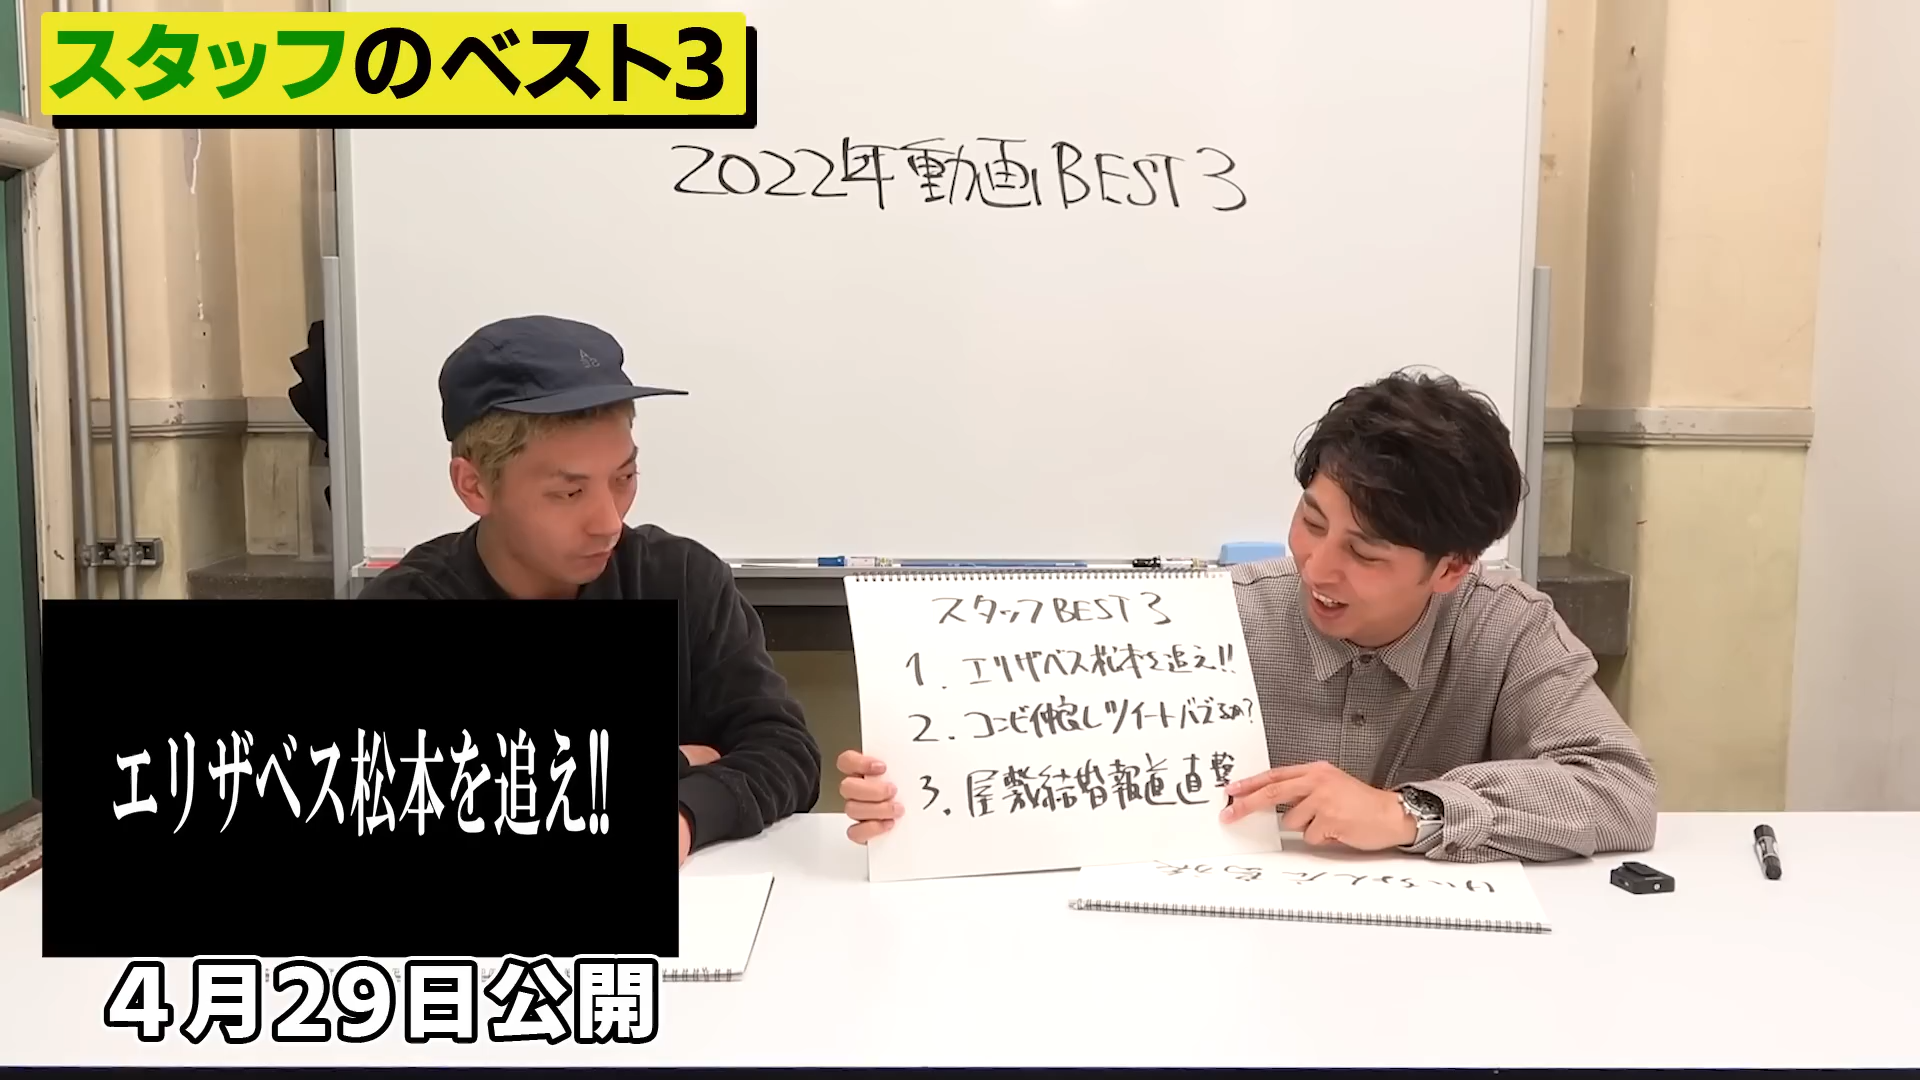 スタッフのベスト3
2022年動画BEST3
スタッフBEST3
1. エリザベス松本を追え!!
2. コンビ仲良しツイートバズるか?
3. 屋敷結婚報道直撃
エリザベス松本を追え!!
4月29日公開